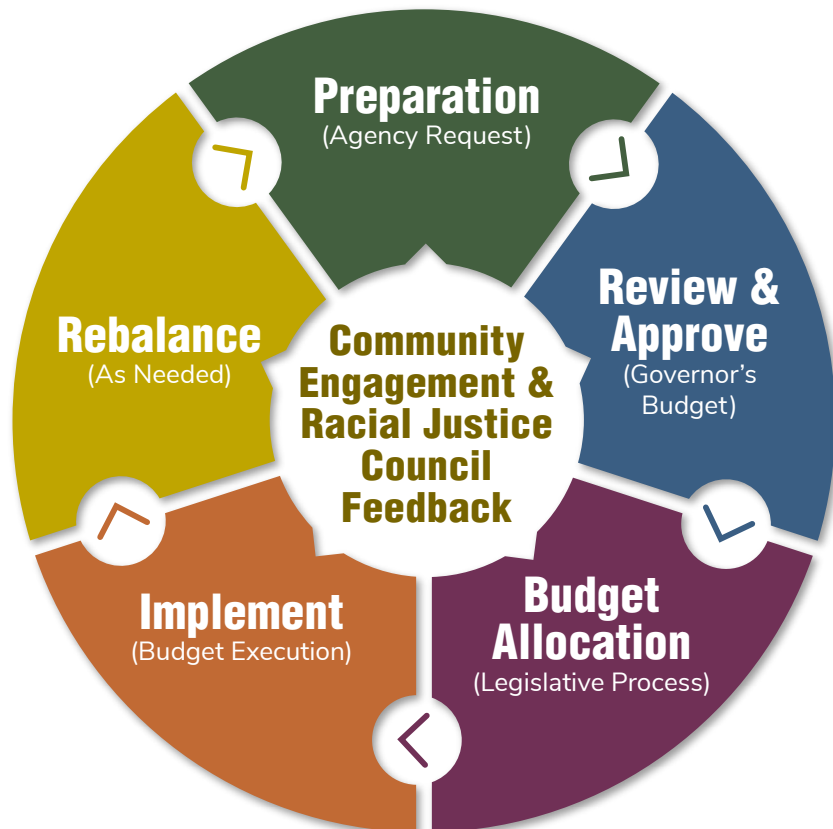 Preparation
(Agency Request)
Review &
Approve
(Governor’s
Budget)
Budget
Allocation
(Legislative Process)
Implement
(Budget Execution)
Rebalance
(As Needed)
Community
Engagement &
Racial Justice
Council
Feedback